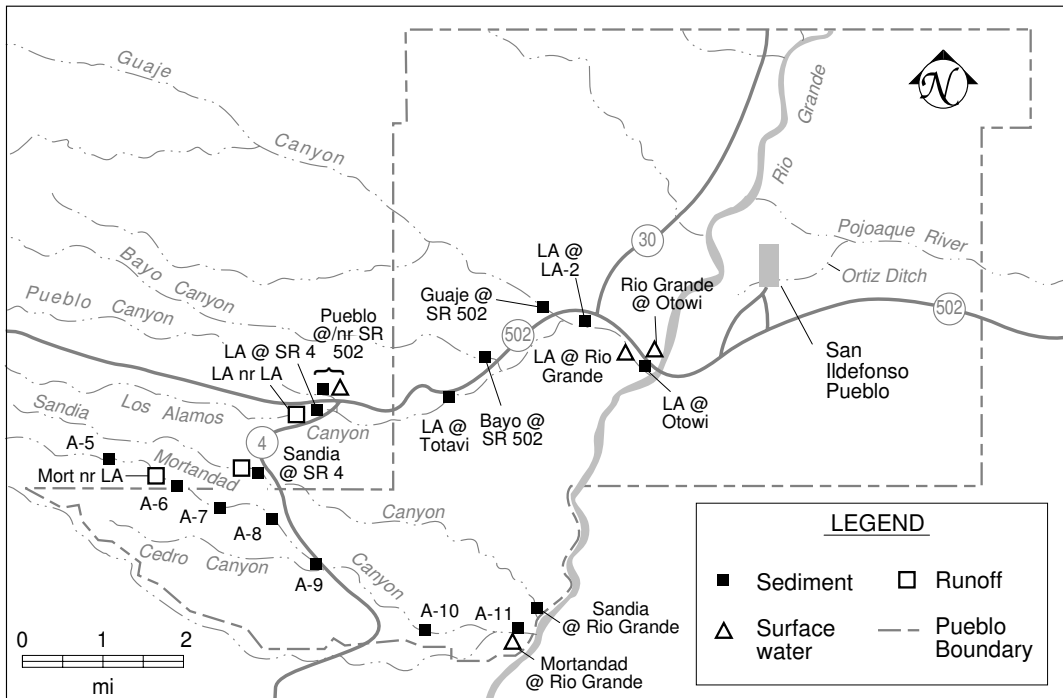 Guaje
Canyon
Rio
Grande
N
Bayo Canyon
Pueblo Canyon
Pojoaque River
Ortiz Ditch
30
502
502
4
LA @
LA-2
Guaje @
SR 502
Rio Grande
@ Otowi
Pueblo
@/nr SR
502
LA @ SR 4
LA nr LA
LA @ Rio
Grande
San
Ildefonso
Pueblo
LA @
Otowi
LA @
Totavi
Bayo @
SR 502
Los Alamos
Canyon
Sandia
Canyon
Sandia
@ SR 4
A-5
Mort nr LA
Mortandad
Canyon
A-6
A-7
A-8
A-9
Cedro Canyon
A-10
A-11
Sandia
@ Rio Grande
Mortandad
@ Rio Grande
0 1 2
mi
LEGEND
Sediment
Runoff
Surface
water
Pueblo
Boundary